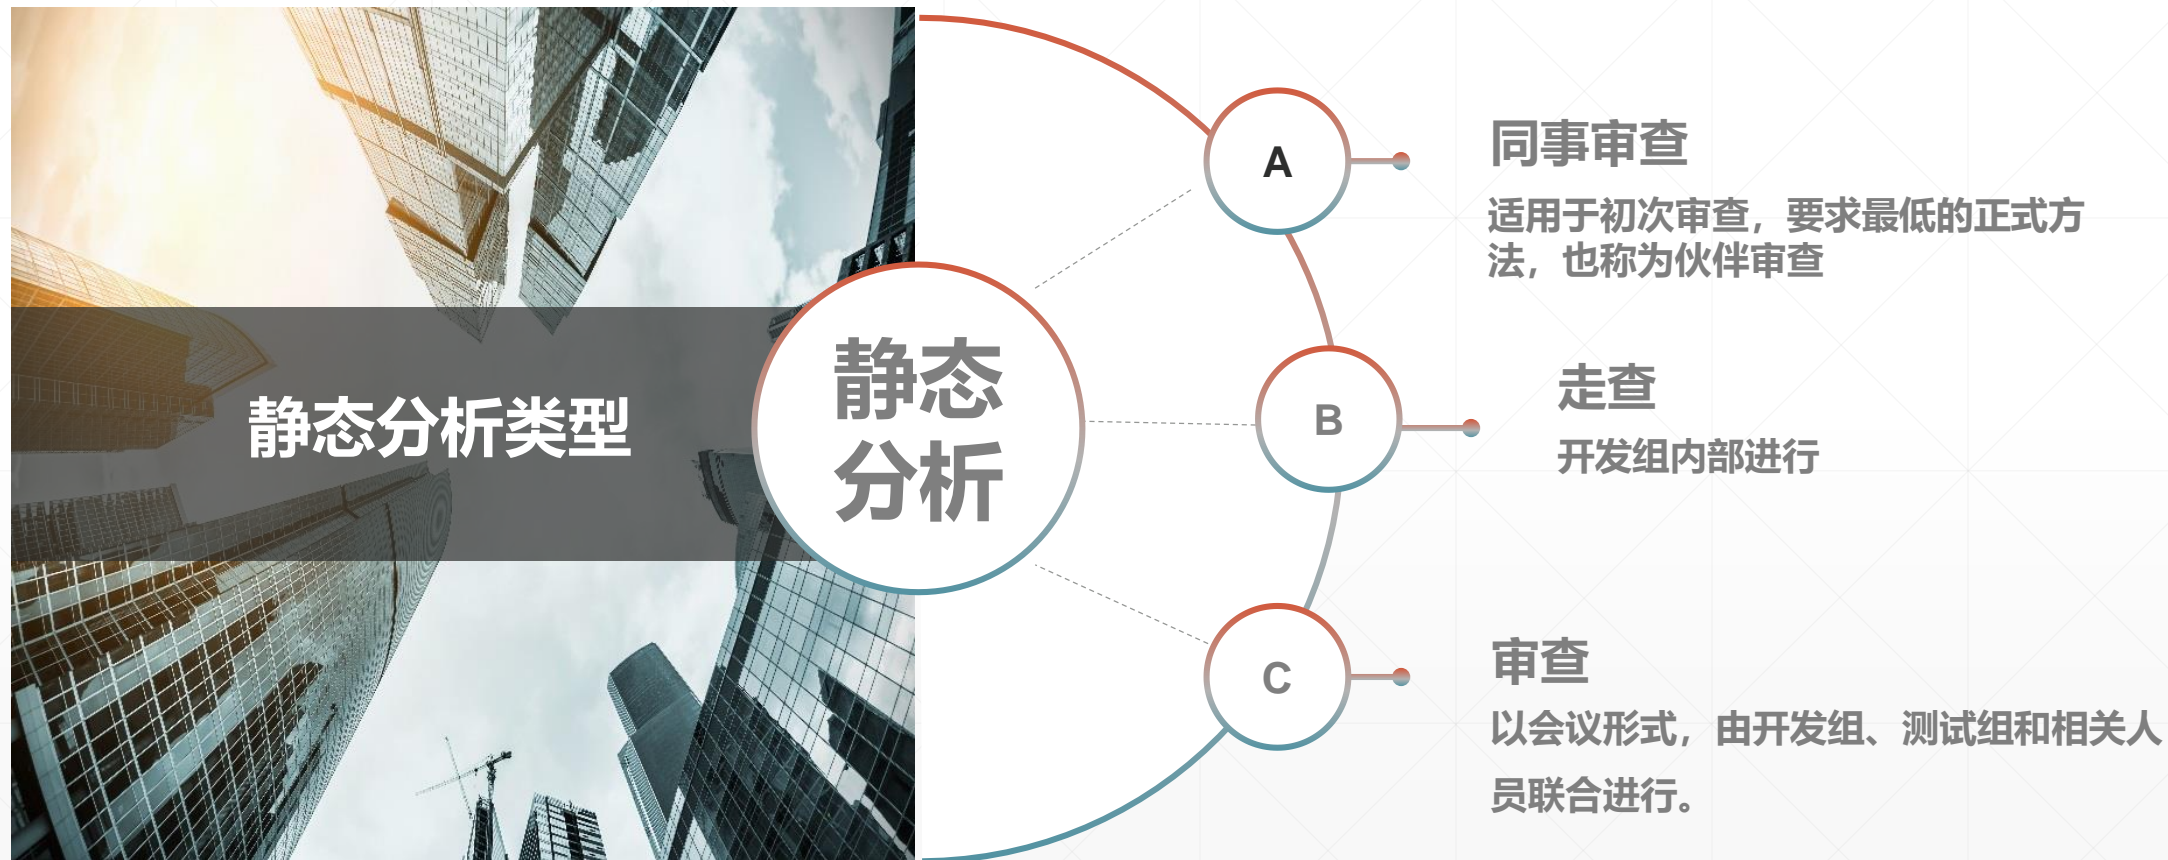 静态分析类型
静态
分析
A
同事审查
适用于初次审查，要求最低的正式方
法，也称为伙伴审查
B
走查
开发组内部进行
C
审查
以会议形式，由开发组、测试组和相关人
员联合进行。